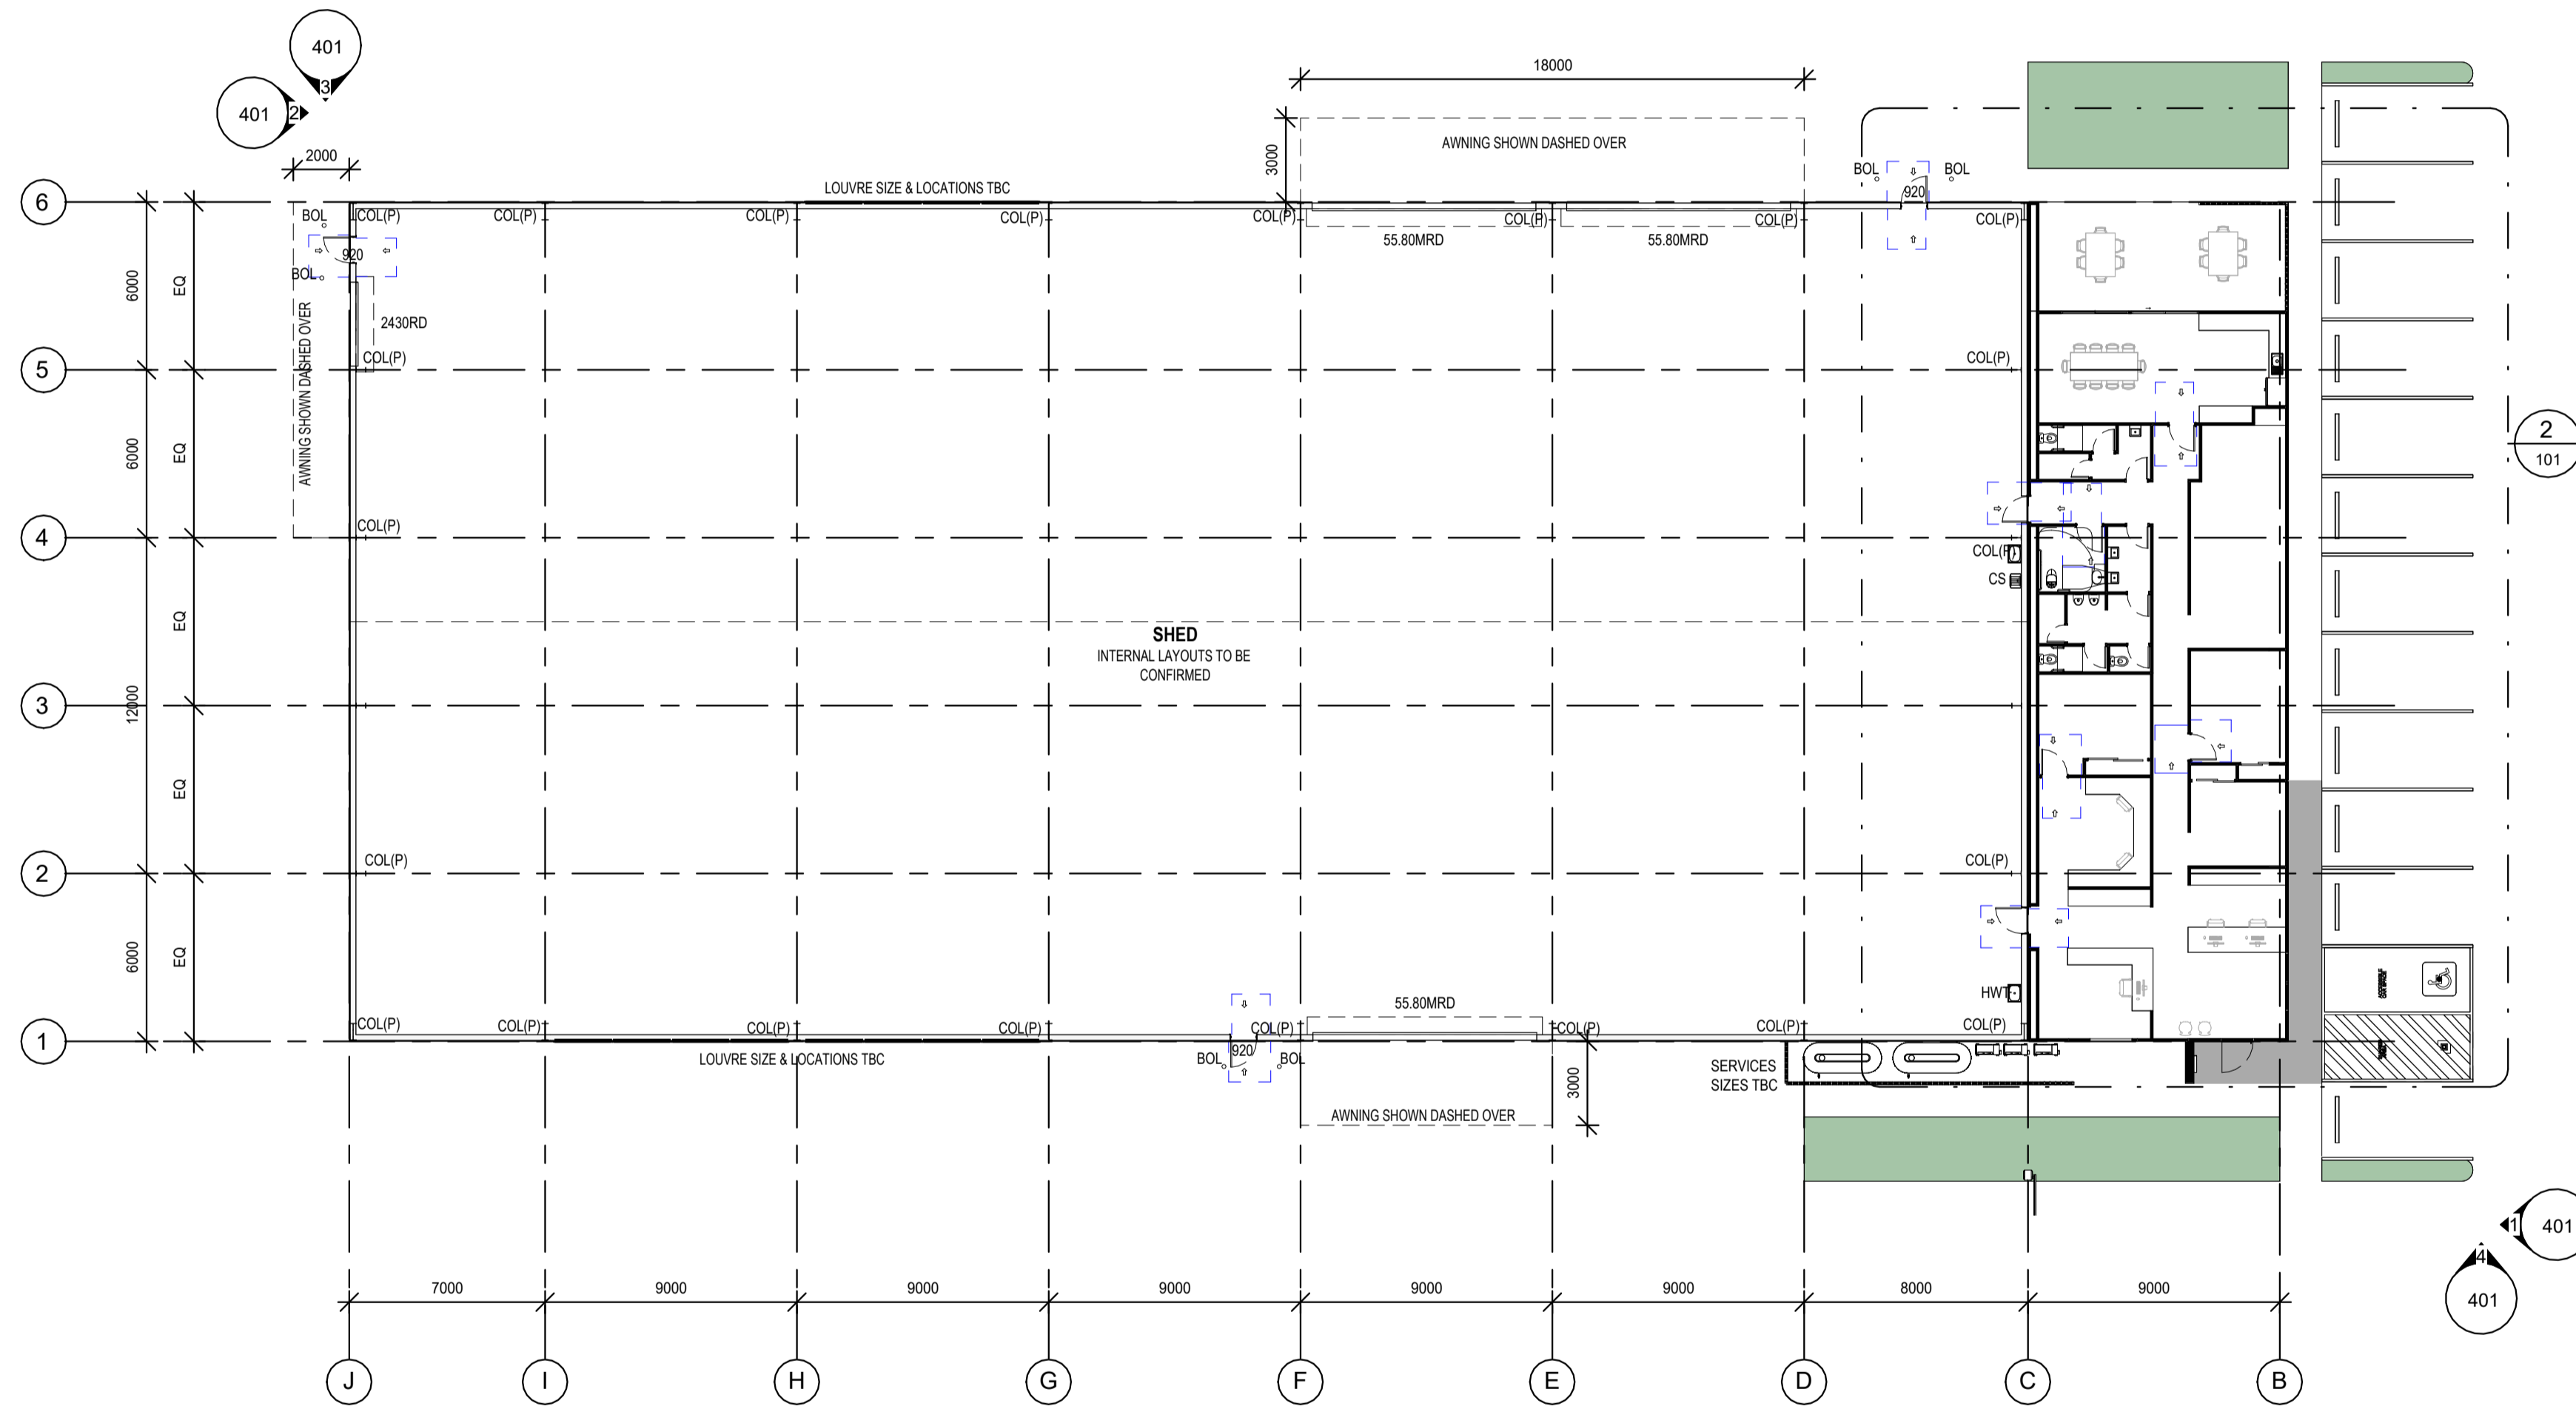 401
3
401
2
18000
AWNING SHOWN DASHED OVER
3000
2000
LOUVRE SIZE & LOCATIONS TBC
BOL
BOL
920
6
BOL
COL(P)
COL(P)
COL(P)
COL(P)
COL(P)
COL(P)
COL(P)
COL(P)
55.80MRD
55.80MRD
920
BOL
6000
EQ
AWNING SHOWN DASHED OVER
2430RD
COL(P)
COL(P)
5
6000
EQ
2
101
COL(P)
4
COL(P)
CS
EQ
SHED
INTERNAL LAYOUTS TO BE
CONFIRMED
3
12000
EQ
COL(P)
COL(P)
2
6000
EQ
HWT
55.80MRD
COL(P)
COL(P)
COL(P)
COL(P)
COL(P)
COL(P)
COL(P)
COL(P)
1
LOUVRE SIZE & LOCATIONS TBC
BOL
920
BOL
SERVICES
SIZES TBC
3000
AWNING SHOWN DASHED OVER
1
401
4
401
7000
9000
9000
9000
9000
9000
8000
9000
J
I
H
G
F
E
D
C
B